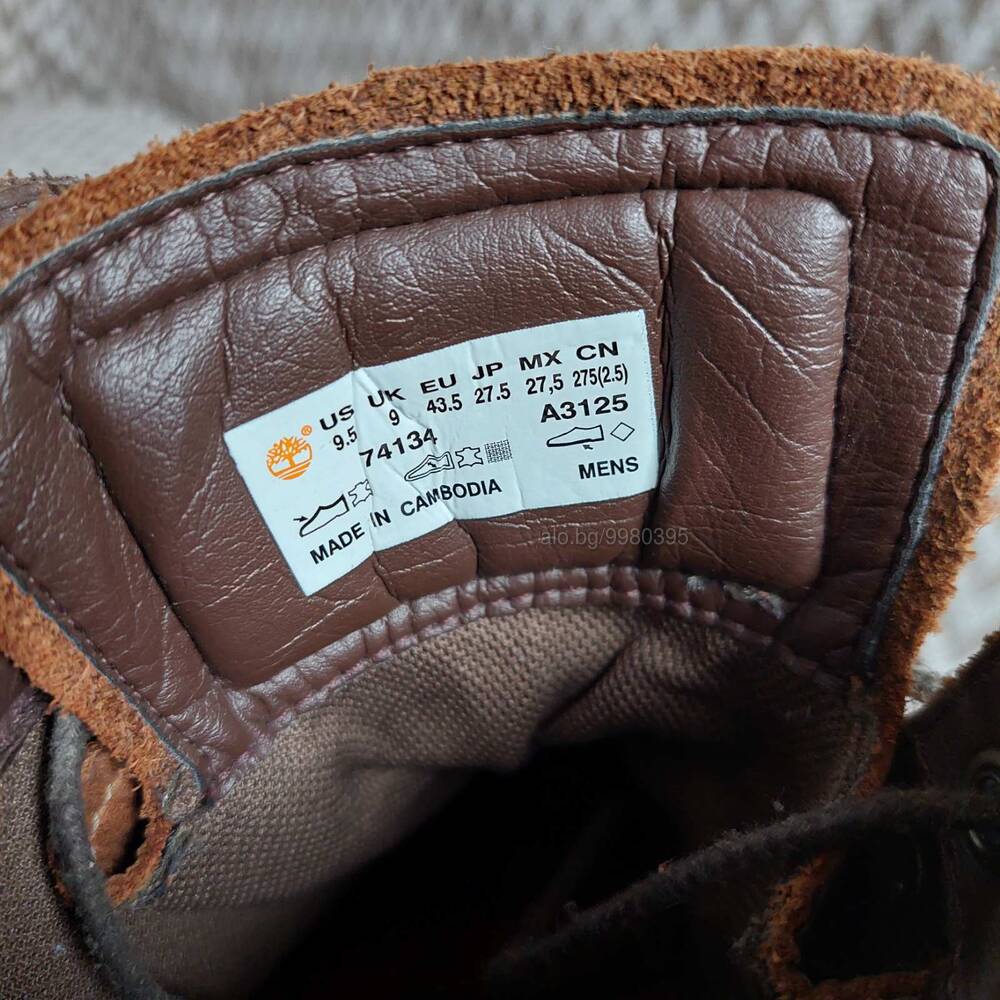 ® US UK EU JP MX CN
9.5 9 43.5 27.5 27,5 275(2.5)
74134 A3125
MENS
MADE IN CAMBODIA
alo.bg/9980395